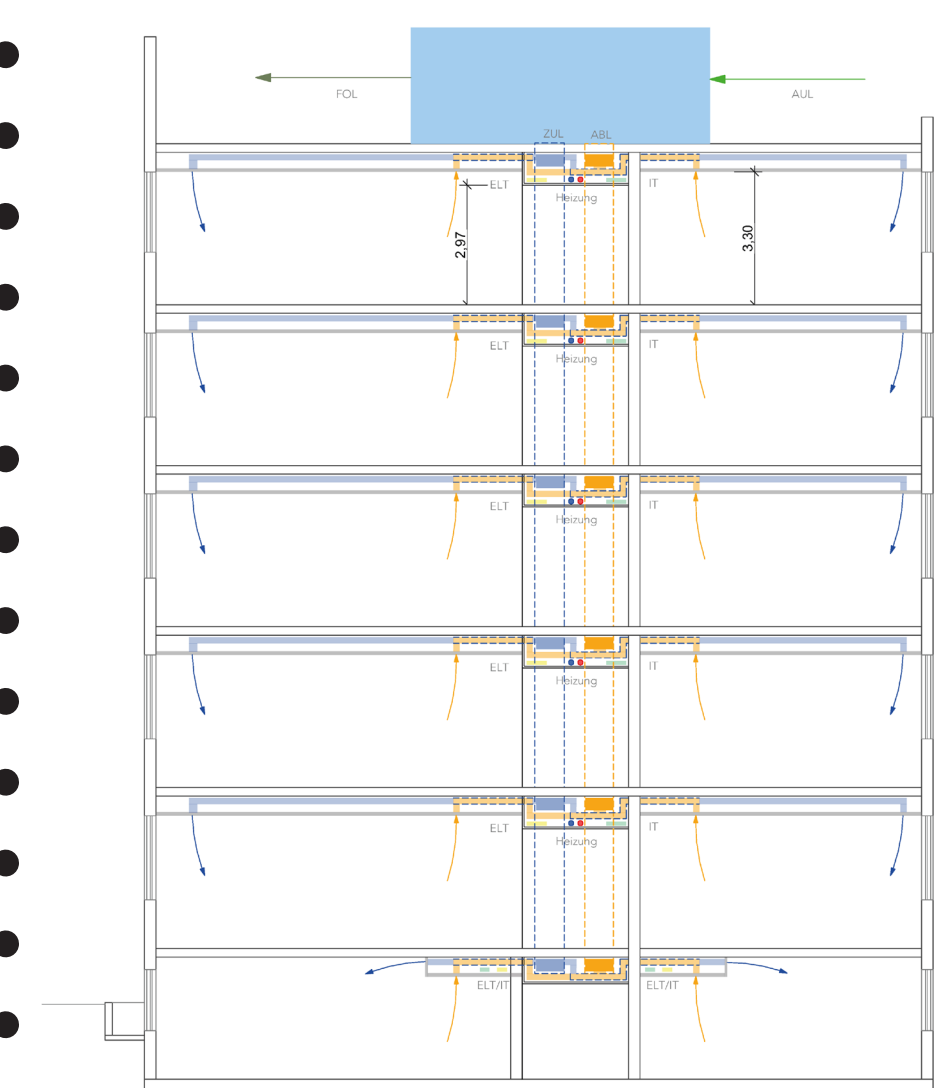 FOL
AUL
ZUL ABL
ELT
IT
Heizung
2,97
3,30
ELT
IT
Heizung
ELT
IT
Heizung
ELT
IT
Heizung
ELT
IT
Heizung
ELT/IT
ELT/IT